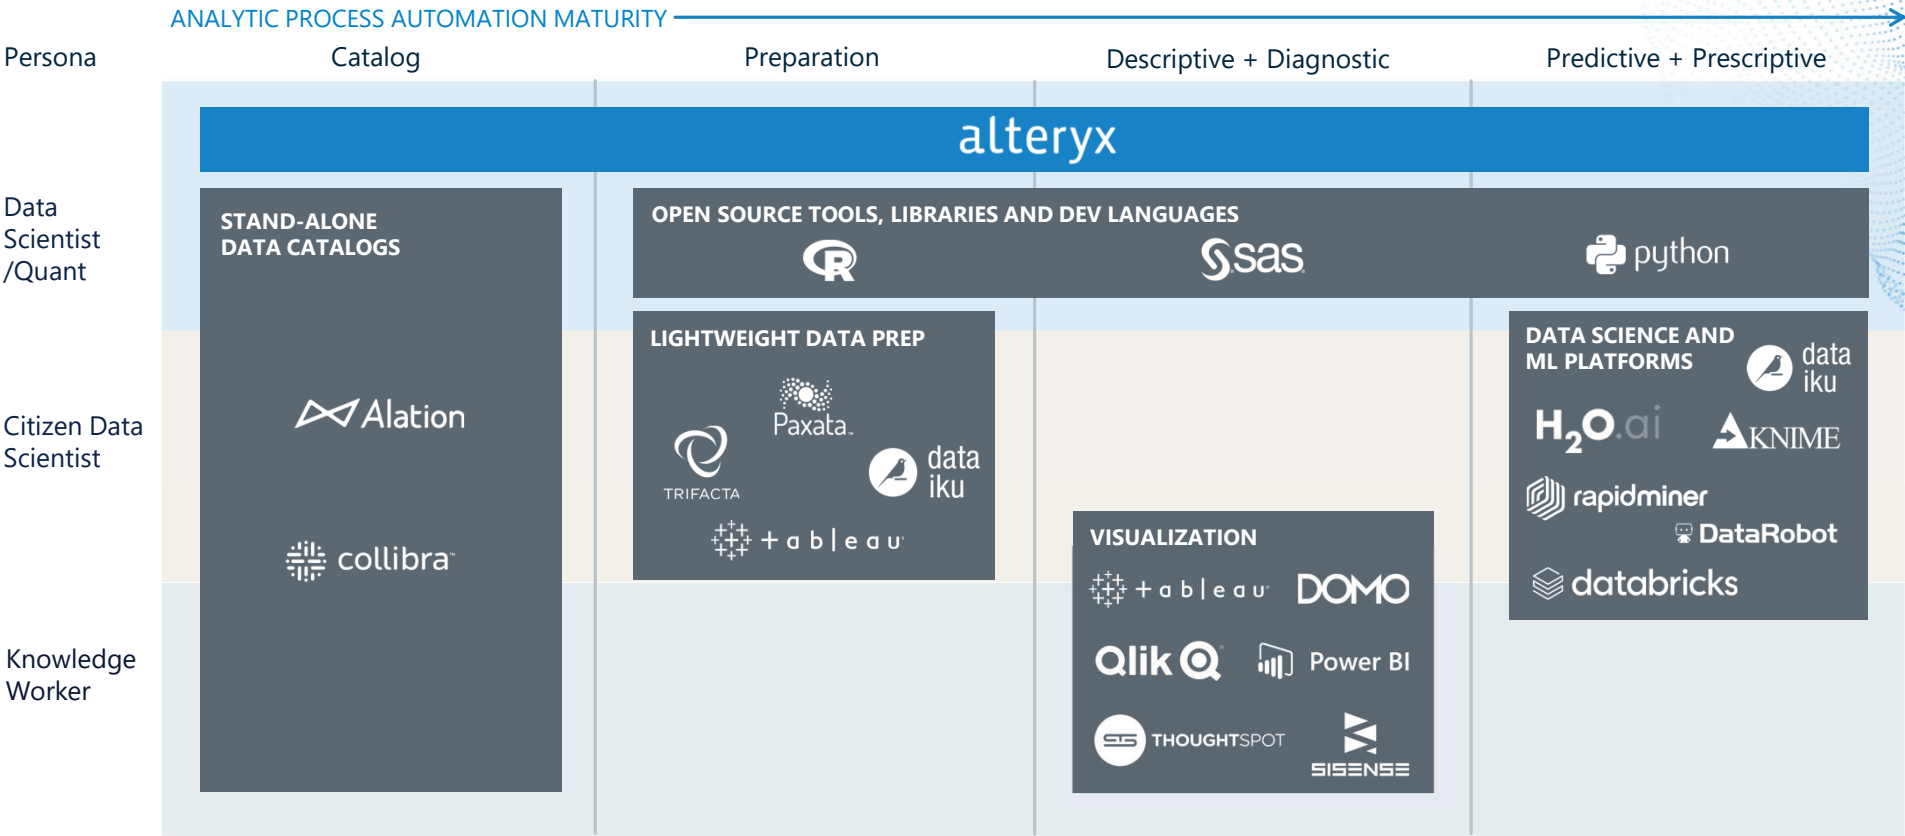 ANALYTIC PROCESS AUTOMATION MATURITY
Persona
Catalog
Preparation
Descriptive + Diagnostic
Predictive + Prescriptive
alteryx
Data
Scientist
/Quant
STAND-ALONE
DATA CATALOGS
Alation
collibra™
OPEN SOURCE TOOLS, LIBRARIES AND DEV LANGUAGES
R
sas
python
Citizen Data
Scientist
LIGHTWEIGHT DATA PREP
Paxata
TRIFACTA
data
iku
+ableau
DATA SCIENCE AND
ML PLATFORMS
data
iku
H2O.ai
KNIME
rapidminer
DataRobot
databricks
Knowledge
Worker
VISUALIZATION
+ableau
DOMO
Qlik
Power BI
THOUGHTSPOT
SISENSE